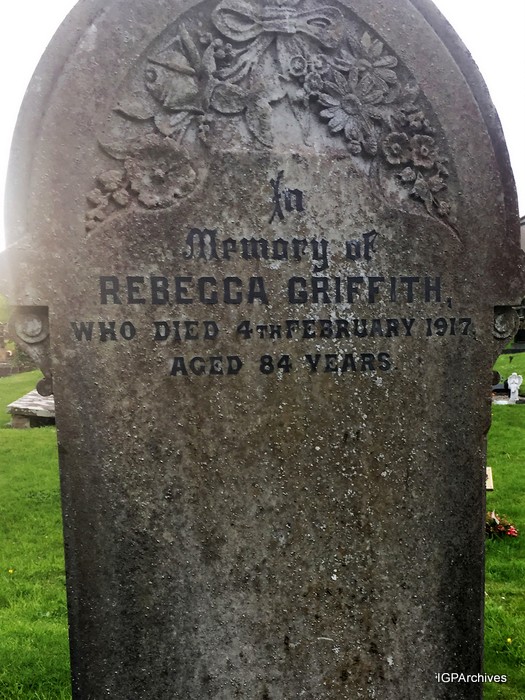 In
Memory of
REBECCA GRIFFITH,
WHO DIED 4TH FEBRUARY 1917,
AGED 84 YEARS.
IGPArchives